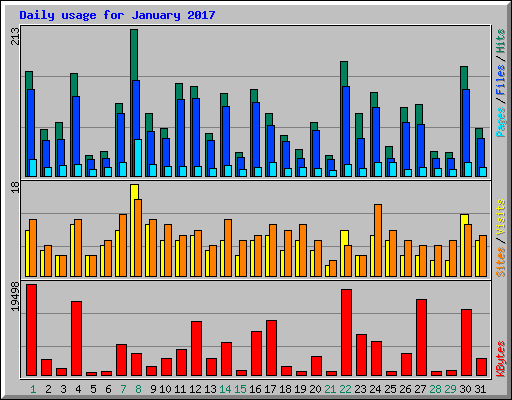 Daily usage for January 2017
213
Pages / Files / Hits
18
Sites / Visits
19498
KBytes
1 2 3 4 5 6 7 8 9 10 11 12 13 14 15 16 17 18 19 20 21 22 23 24 25 26 27 28 29 30 31